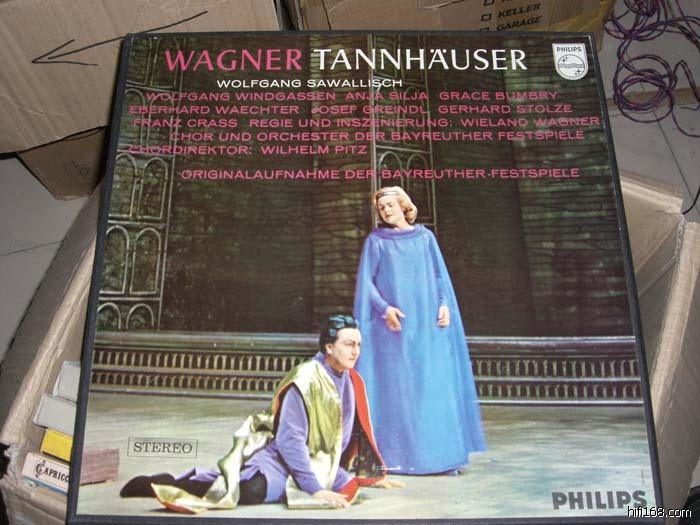 KELLER
GARAGE
WAGNER TANNHÄUSER
PHILIPS
WOLFGANG SAWALLISCH
WOLFGANG WINDGASSEN ANJA SILJA GRACE BUMBRY
EBERHARD WAECHTER JOSEF GREINDL GERHARD STOLZE
FRANZ CRASS REGIE UND INSZENIERUNG: WIELAND WAGNER
CHOR UND ORCHESTER DER BAYREUTHER FESTSPIELE
CHORDIREKTOR: WILHELM PITZ
ORIGINALAUFNAHME DER BAYREUTHER-FESTSPIELE
STEREO
CAPRICC
PHILIPS
hifi168.com